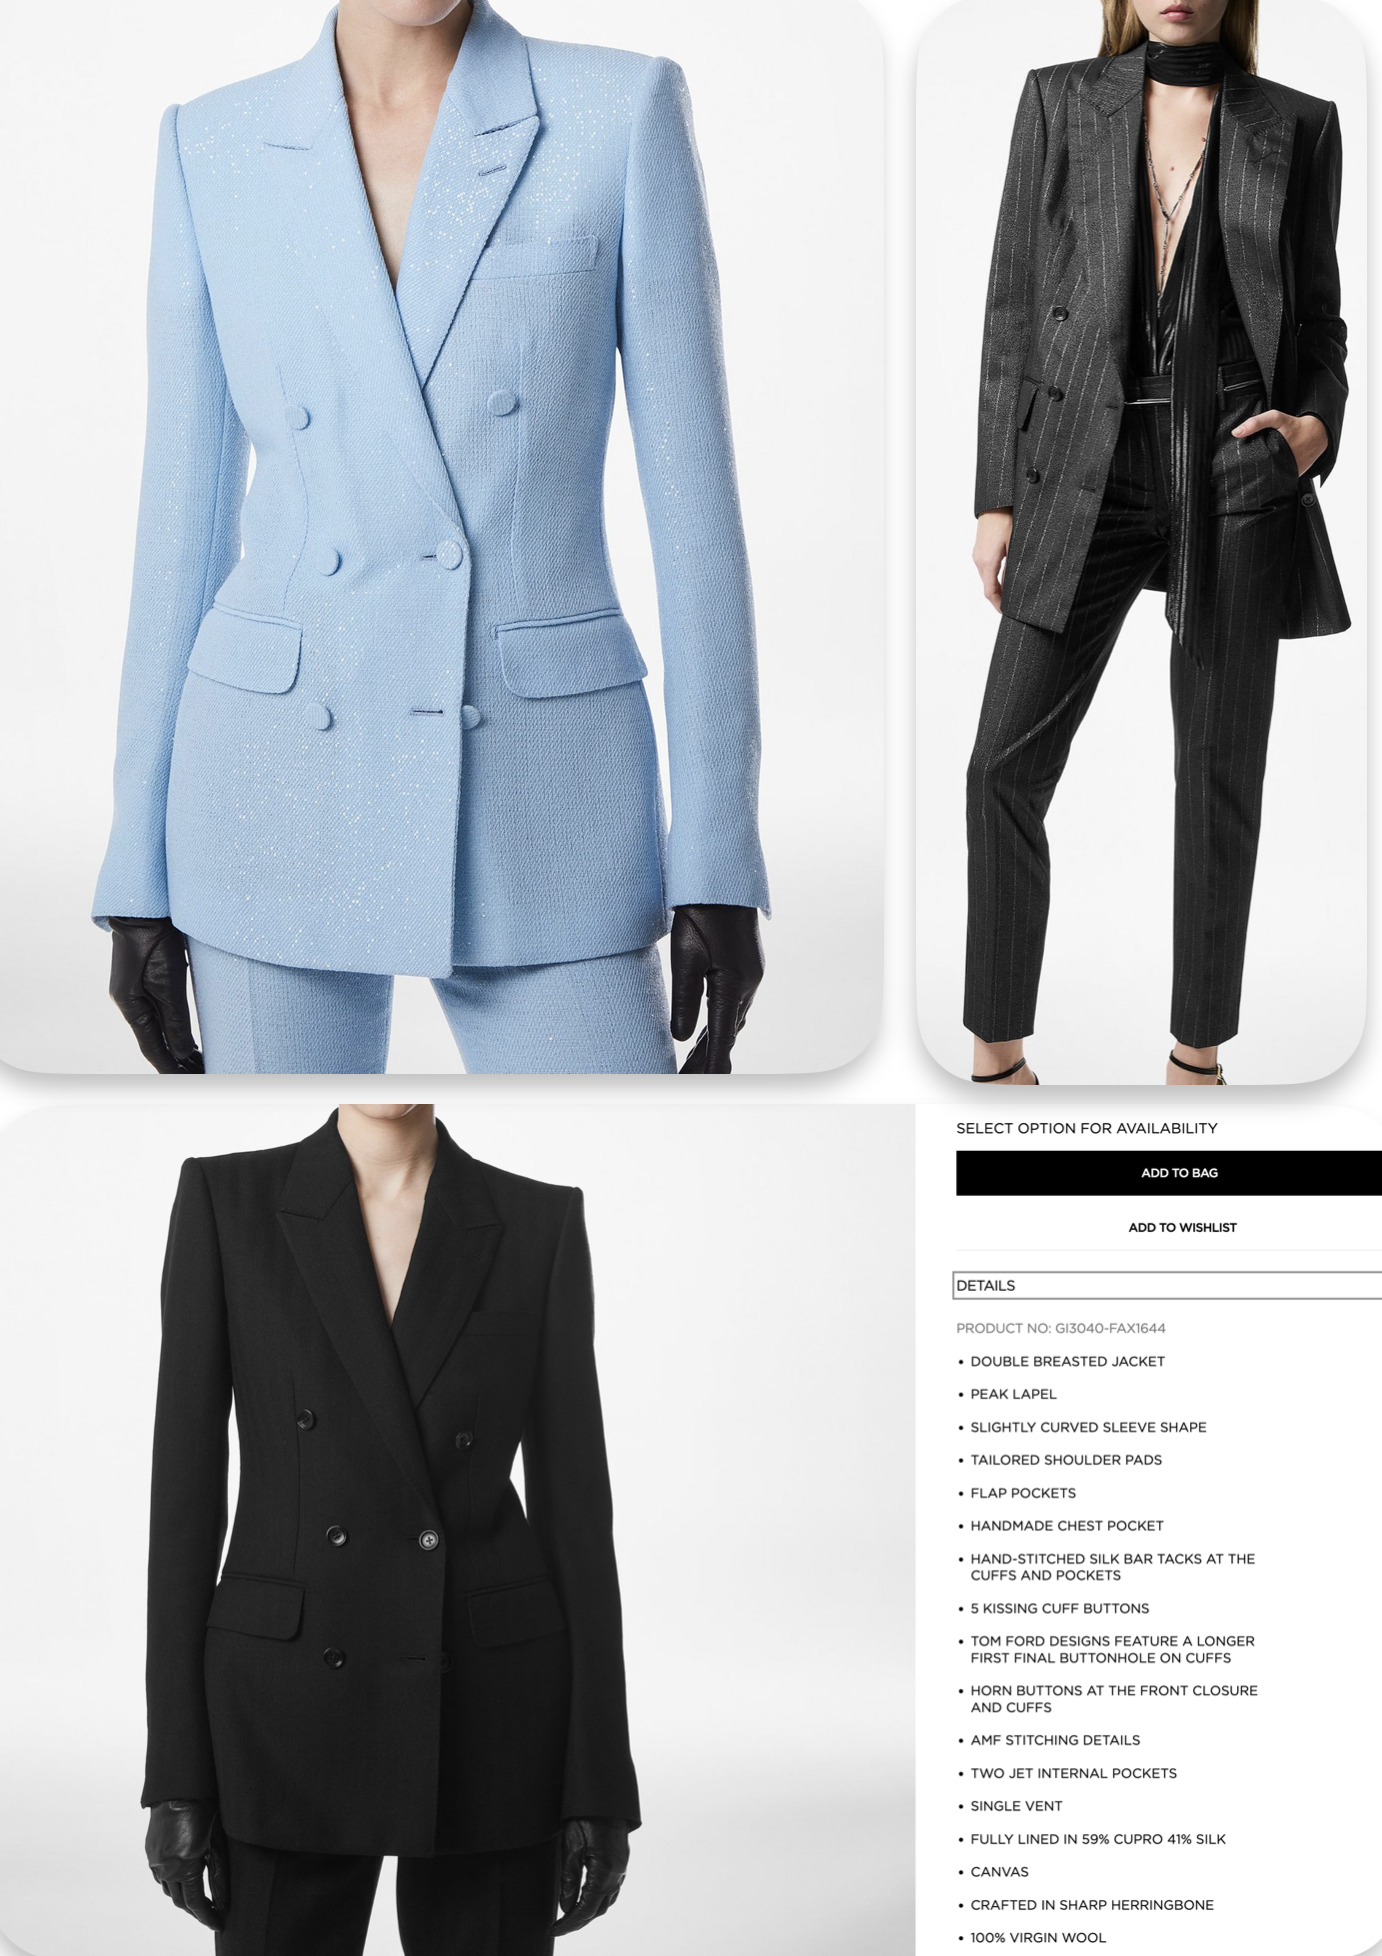 SELECT OPTION FOR AVAILABILITY
ADD TO BAG
ADD TO WISHLIST
DETAILS
PRODUCT NO: GI3040-FAX1644
• DOUBLE BREASTED JACKET
• PEAK LAPEL
• SLIGHTLY CURVED SLEEVE SHAPE
• TAILORED SHOULDER PADS
• FLAP POCKETS
• HANDMADE CHEST POCKET
• HAND-STITCHED SILK BAR TACKS AT THE
CUFFS AND POCKETS
• 5 KISSING CUFF BUTTONS
• TOM FORD DESIGNS FEATURE A LONGER
FIRST FINAL BUTTONHOLE ON CUFFS
• HORN BUTTONS AT THE FRONT CLOSURE
AND CUFFS
• AMF STITCHING DETAILS
• TWO JET INTERNAL POCKETS
• SINGLE VENT
• FULLY LINED IN 59% CUPRO 41% SILK
• CANVAS
• CRAFTED IN SHARP HERRINGBONE
• 100% VIRGIN WOOL